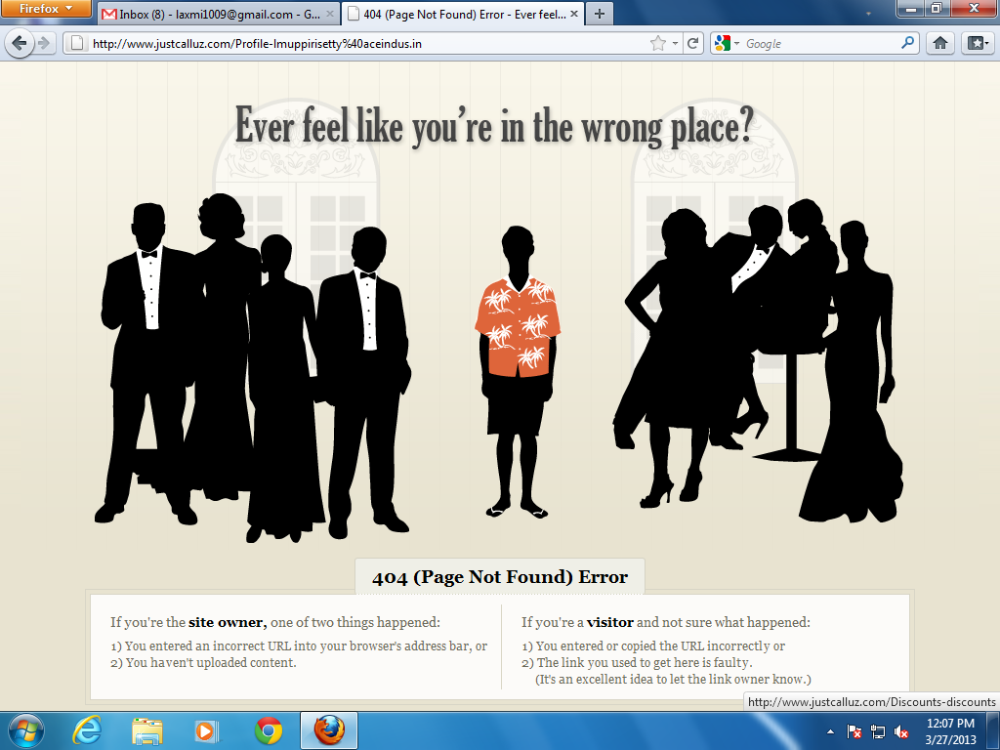 Firefox
Inbox (8) - laxmi1009@gmail.com - G...
404 (Page Not Found) Error - Ever feel...
http://www.justcalluz.com/Profile-lmuppirisetty%40aceindus.in
Google
Ever feel like you're in the wrong place?
404 (Page Not Found) Error
If you're the site owner, one of two things happened:
1) You entered an incorrect URL into your browser's address bar, or
2) You haven't uploaded content.
If you're a visitor and not sure what happened:
1) You entered or copied the URL incorrectly or
2) The link you used to get here is faulty.
(It's an excellent idea to let the link owner know.)
http://www.justcalluz.com/Discounts-discounts
12:07 PM
3/27/2013